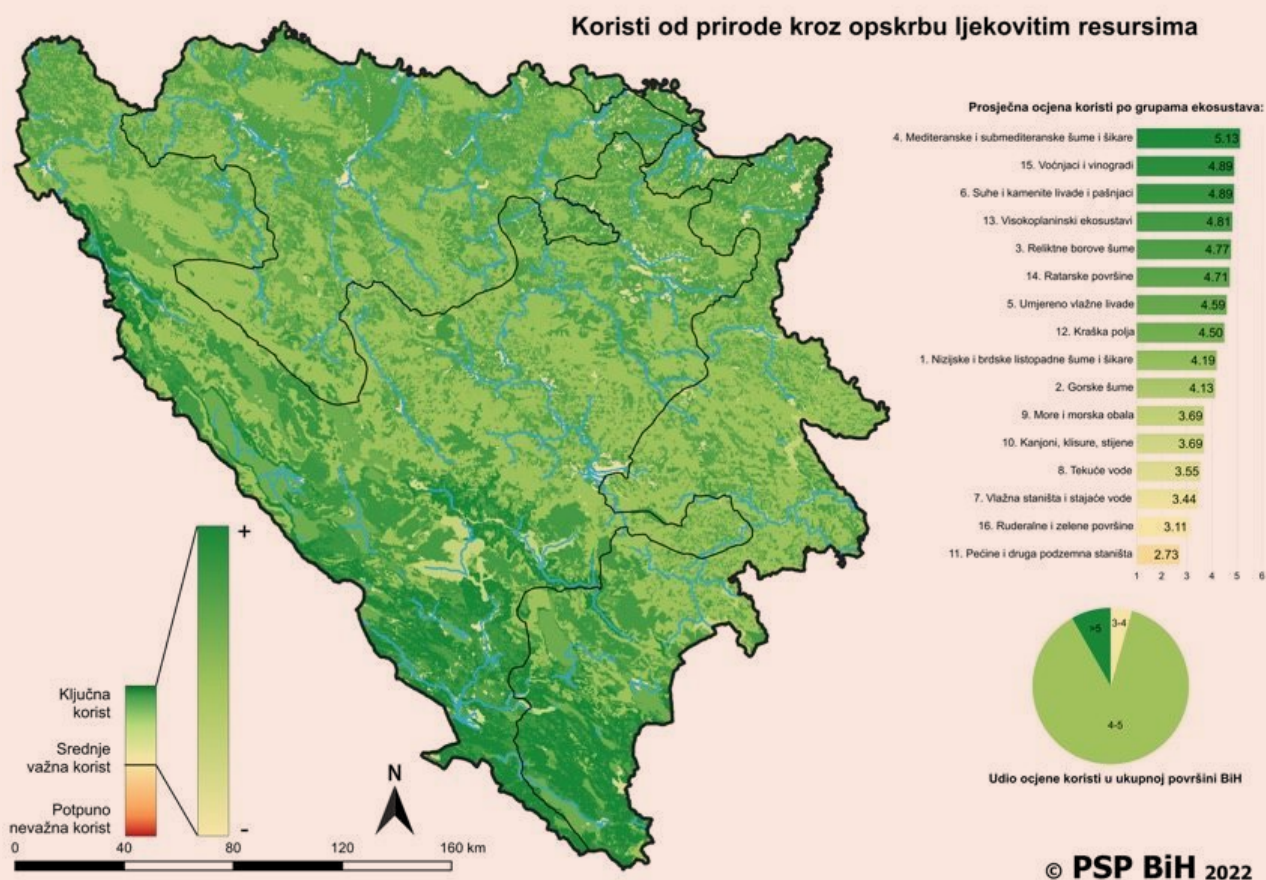 Koristi od prirode kroz opskrbu ljekovitim resursima
Prosječna ocjena koristi po grupama ekosustava:
4. Mediteranske i submediteranske šume i šikare 5.13
15. Voćnjaci i vinogradi 4.89
6. Suhe i kamenite livade i pašnjaci 4.89
13. Visokoplaninski ekosustavi 4.81
3. Reliktne borove šume 4.77
14. Ratarske površine 4.71
5. Umjereno vlažne livade 4.59
12. Kraška polja 4.50
1. Nizijske i brdske listopadne šume i šikare 4.19
2. Gorske šume 4.13
9. More i morska obala 3.69
10. Kanjoni, klisure, stijene 3.69
8. Tekuće vode 3.55
7. Vlažna staništa i stajaće vode 3.44
16. Ruderalne i zelene površine 3.11
11. Pećine i druga podzemna staništa 2.73
1 2 3 4 5 6
>5
3-4
4-5
Udio ocjene koristi u ukupnoj površini BiH
+
-
Ključna
korist
Srednje
važna korist
Potpuno
nevažna korist
N
0 40 80 120 160 km
© PSP BiH 2022